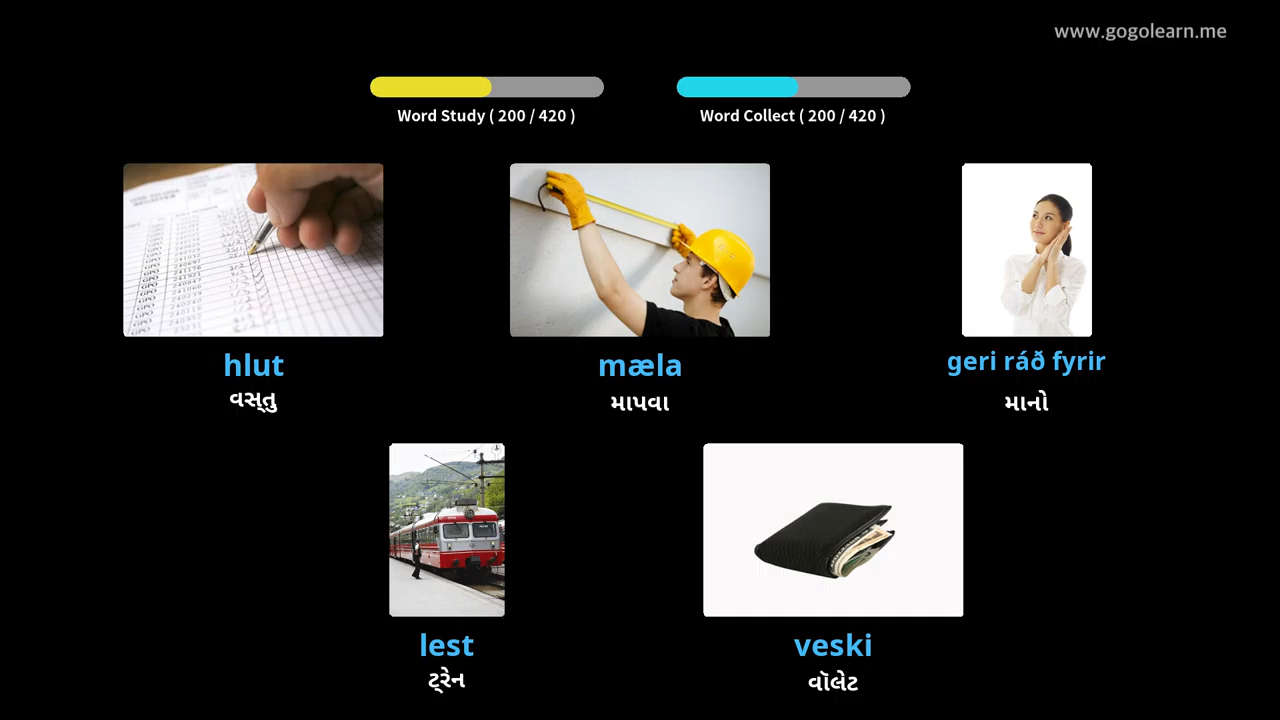 www.gogolearn.me
Word Study ( 200 / 420 )
Word Collect ( 200 / 420 )
hlut
વસ્તુ
mæla
માપવા
geri ráð fyrir
માનો
lest
ટ્રેન
veski
વૉલેટ